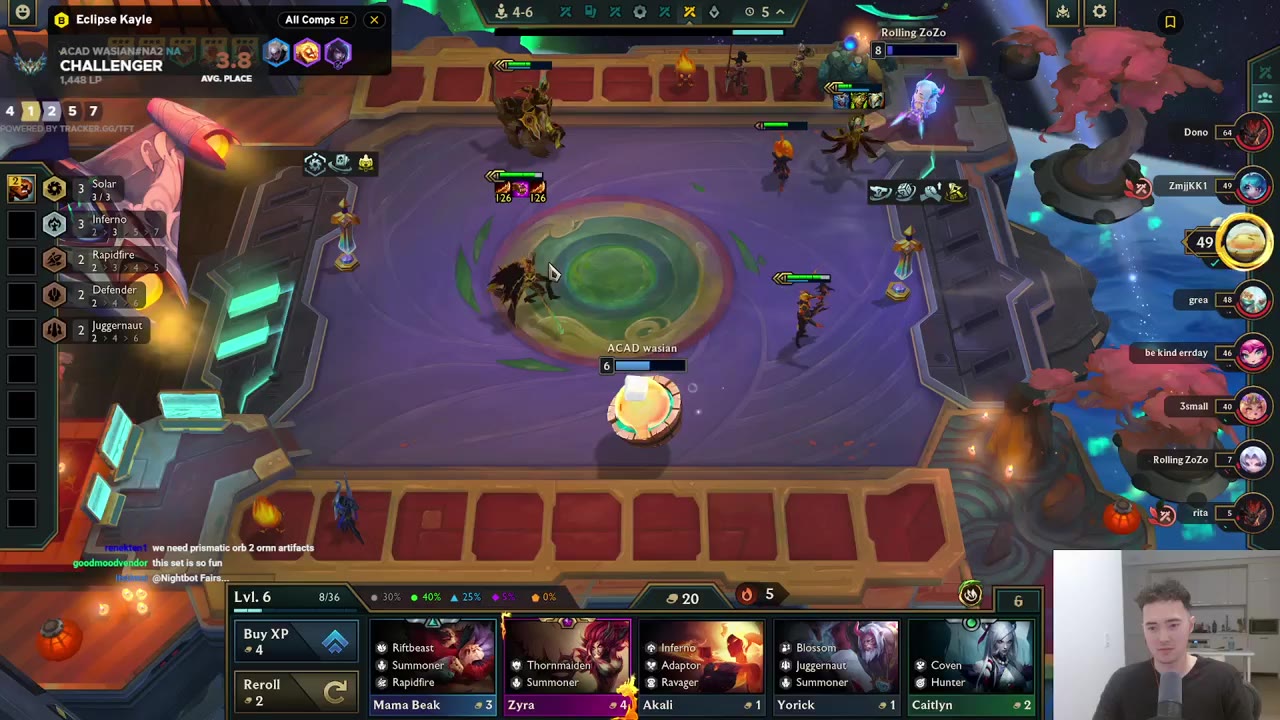 Eclipse Kayle
All Comps
ACAD WASIAN#NA2 NA
CHALLENGER
1,448 LP
3.8
AVG. PLACE
4 1 2 5 7
POWERED BY TRACKER.GG/TFT
4-6
5
Rolling ZoZo
8
Dono 64
ZmjjKK1 49
49
grea 48
be kind errday 46
3small 40
Rolling ZoZo 7
rita 5
3 Solar
3 / 3
3 Inferno
2 > 3 > 5 > 7
2 Rapidfire
2 > 3 > 4 > 5
2 Defender
2 > 4 > 6
2 Juggernaut
2 > 4 > 6
126 126
ACAD wasian
6
renekton1 we need prismatic orb 2 ornn artifacts
goodmoodvendor this set is so fun
@Nightbot Fairs...
Lvl. 6 8/36
30% 40% 25% 5% 0%
20
5
6
Buy XP
4
Reroll
2
Riftbeast
Summoner
Rapidfire
Mama Beak 3
Thornmaiden
Summoner
Zyra 4
Inferno
Adaptor
Ravager
Akali 1
Blossom
Juggernaut
Summoner
Yorick 1
Coven
Hunter
Caitlyn 2